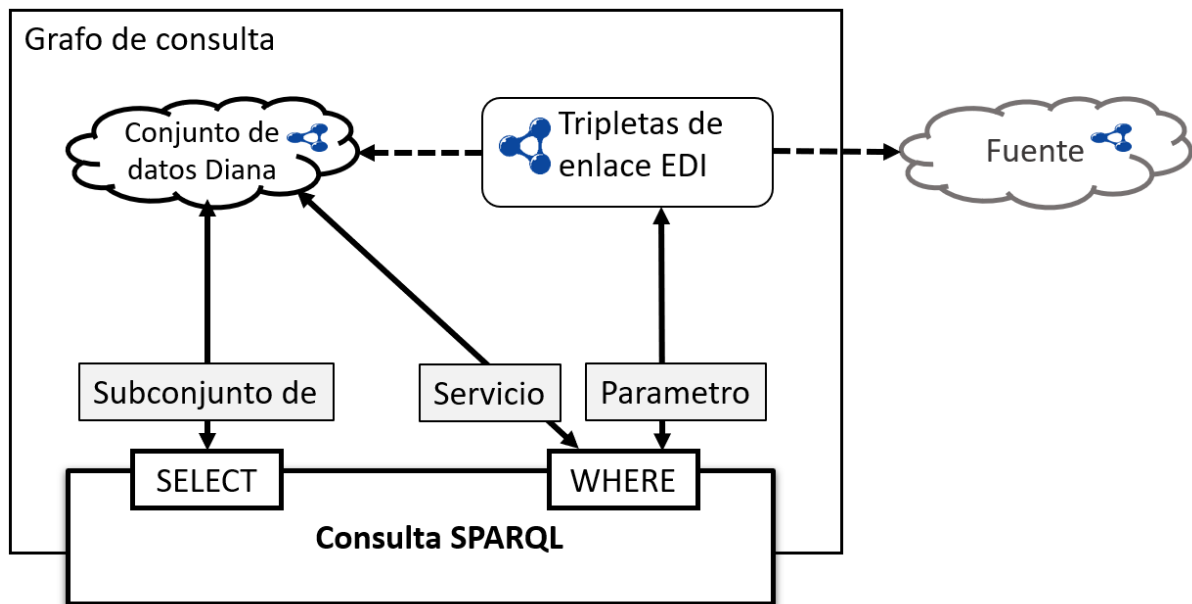 Grafo de consulta
Conjunto de
datos Diana
Tripletas de
enlace EDI
Fuente
Subconjunto de
Servicio
Parametro
SELECT
WHERE
Consulta SPARQL